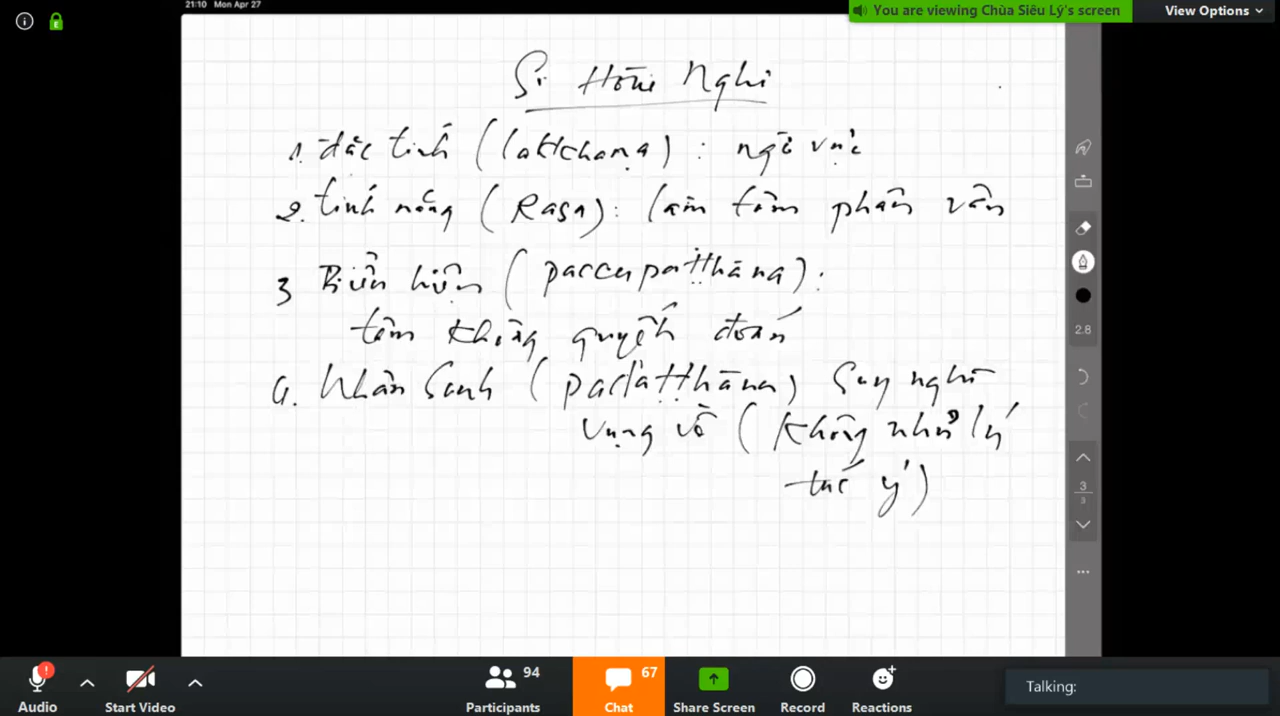 21:10 Mon Apr 27
You are viewing Chùa Siêu Lý's screen
View Options
Si Hoài Nghi
1. đặc tính (lakkhaṇa) : ngờ vực
2. tính năng (Rasa): làm tâm phân vân
3 Biểu hiện (paccupaṭṭhāna):
tâm không quyết đoán
4. Nhân sanh (padaṭṭhāna) Suy nghĩ
vụng về (không như lý
tác ý)
2.8
3
3
Audio
Start Video
Participants
94
Chat
67
Share Screen
Record
Reactions
Talking: